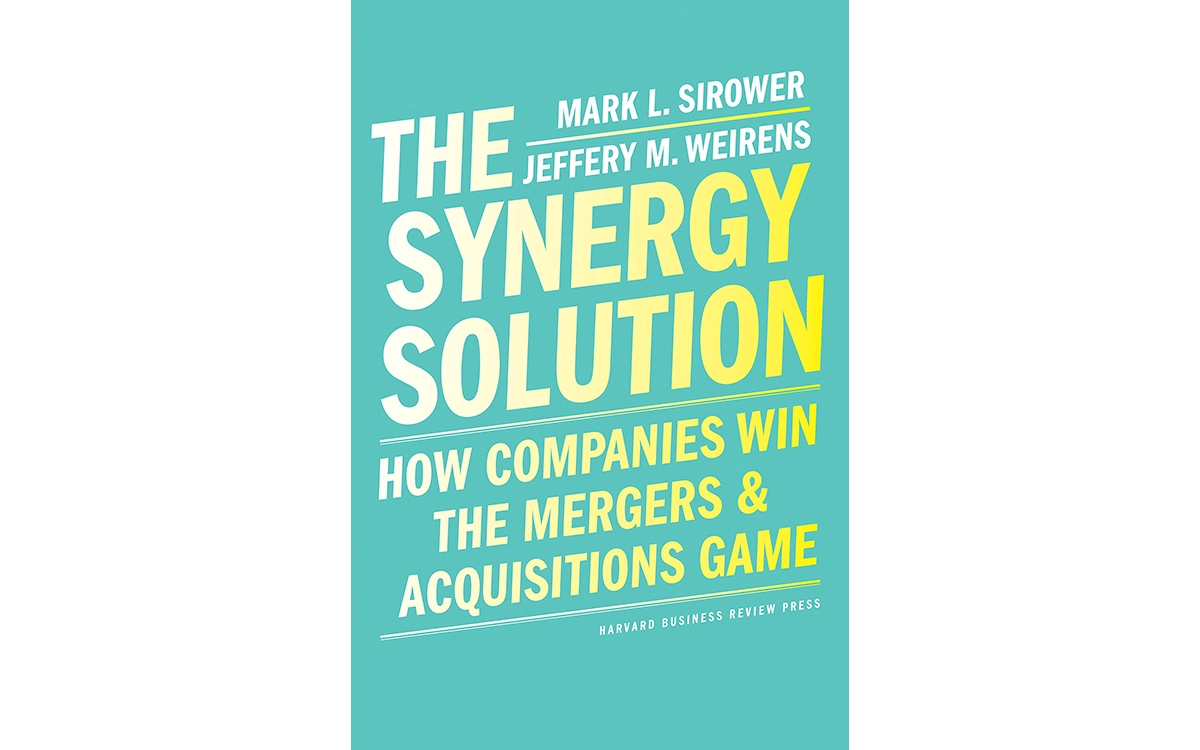 MARK L. SIROWER
JEFFERY M. WEIRENS
THE
SYNERGY
SOLUTION
HOW COMPANIES WIN
THE MERGERS &
ACQUISITIONS GAME
HARVARD BUSINESS REVIEW PRESS